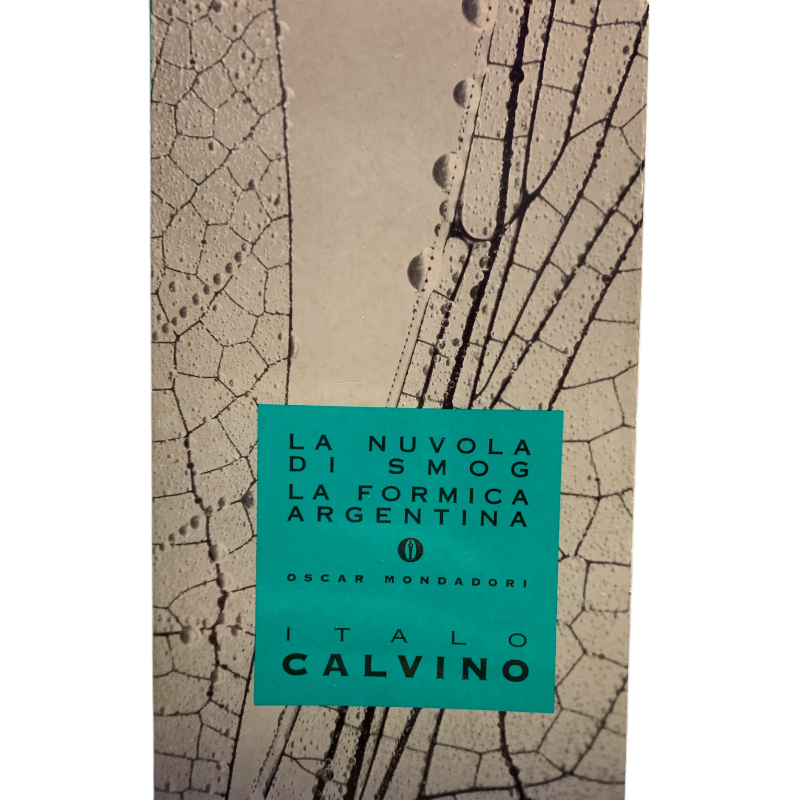 LA NUVOLA
DI SMOG
LA FORMICA
ARGENTINA
OSCAR MONDADORI
ITALO
CALVINO